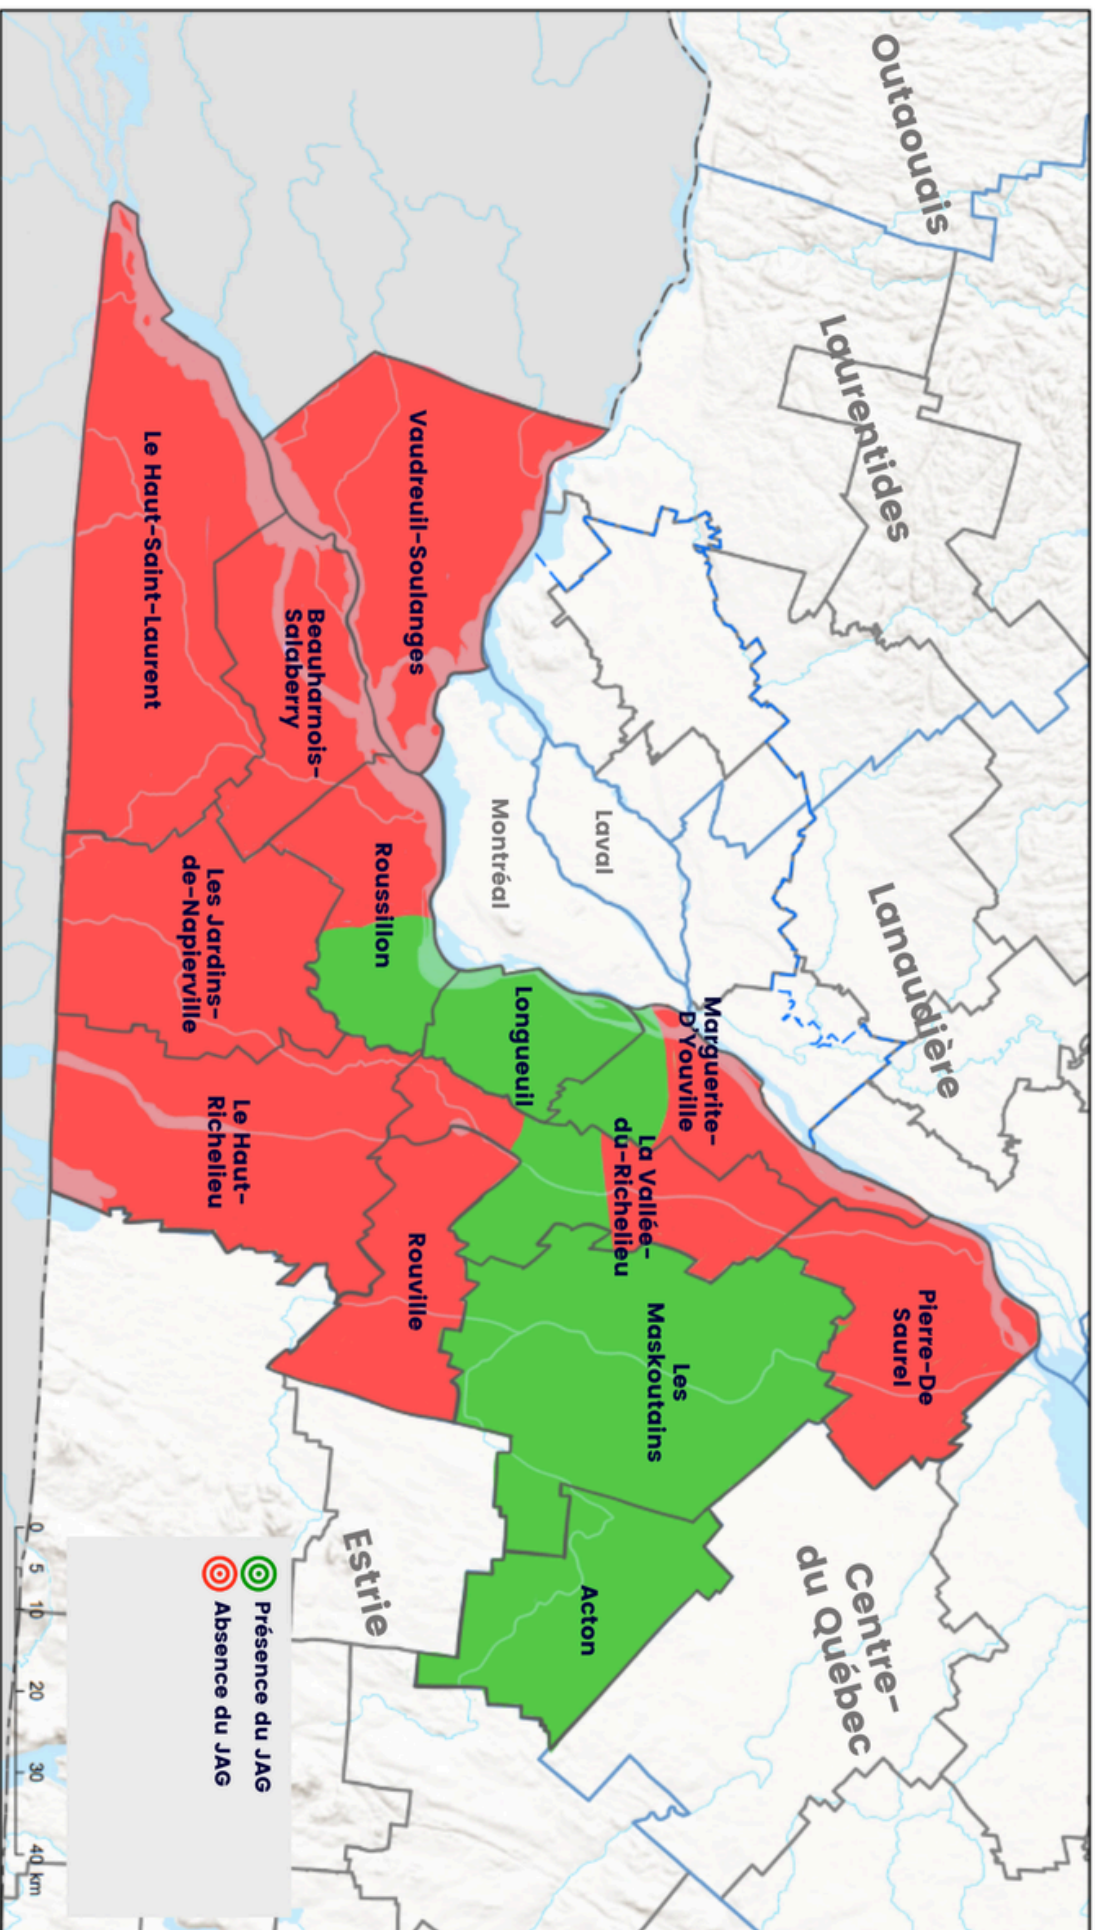 Outaouais
Laurentides
Lanaudière
Centre-
du Québec
Laval
Montréal
Marguerite-
D'Youville
Pierre-De
Saurel
Vaudreuil-Soulanges
Longueuil
La Vallée-
du-Richelieu
Les
Maskoutains
Acton
Beauharnois-
Salaberry
Roussillon
Rouville
Le Haut-Saint-Laurent
Les Jardins-
de-Napierville
Le Haut-
Richelieu
Estrie
Présence du JAG
Absence du JAG
0 5 10 20 30 40 km